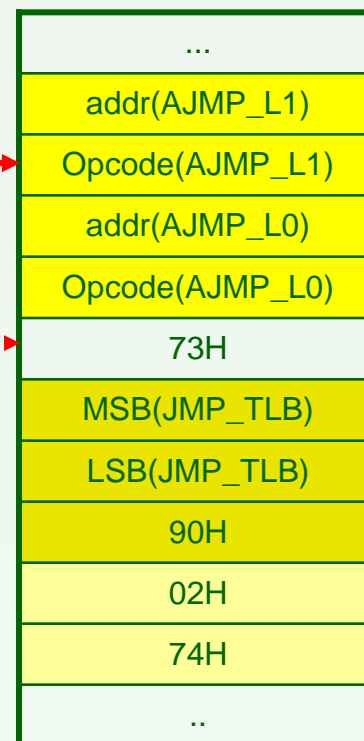 ...
addr(AJMP_L1)
Opcode(AJMP_L1)
addr(AJMP_L0)
Opcode(AJMP_L0)
73H
MSB(JMP_TLB)
LSB(JMP_TLB)
90H
02H
74H
..